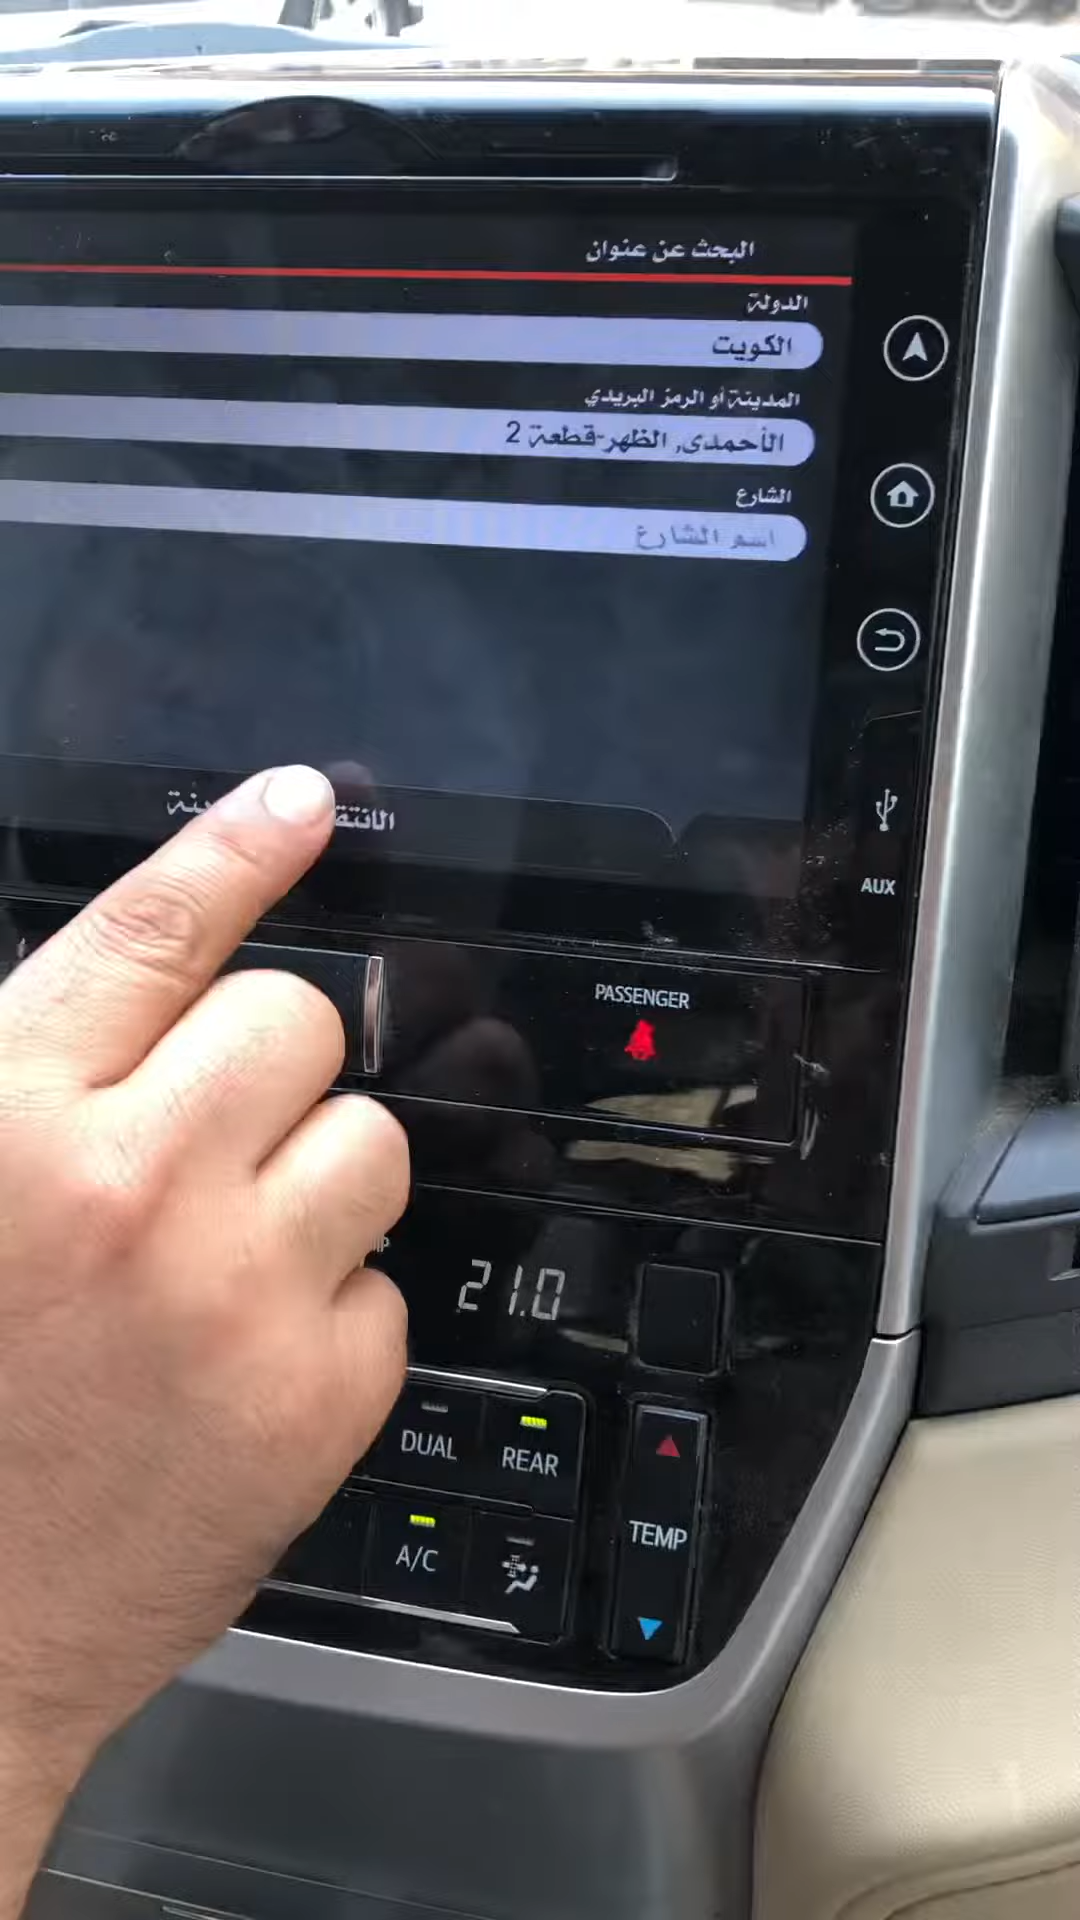 البحث عن عنوان
الدولة
الكويت
المدينة أو الرمز البريدي
الأحمدى, الظهر-قطعة 2
الشارع
اسم الشارع
AUX
PASSENGER
21.0
DUAL
REAR
A/C
TEMP